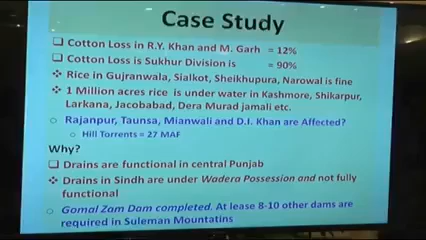 Case Study
❑ Cotton Loss in R.Y. Khan and M. Garh = 12%
❑ Cotton Loss is Sukhur Division is = 90%
❖ Rice in Gujranwala, Sialkot, Sheikhupura, Narowal is fine
❖ 1 Million acres rice is under water in Kashmore, Shikarpur,
Larkana, Jacobabad, Dera Murad jamali etc.
○ Rajanpur, Taunsa, Mianwali and D.I. Khan are Affected?
◦ Hill Torrents = 27 MAF
Why?
❑ Drains are functional in central Punjab
❖ Drains in Sindh are under Wadera Possession and not fully
functional
○ Gomal Zam Dam completed. At lease 8-10 other dams are
required in Suleman Mountatins